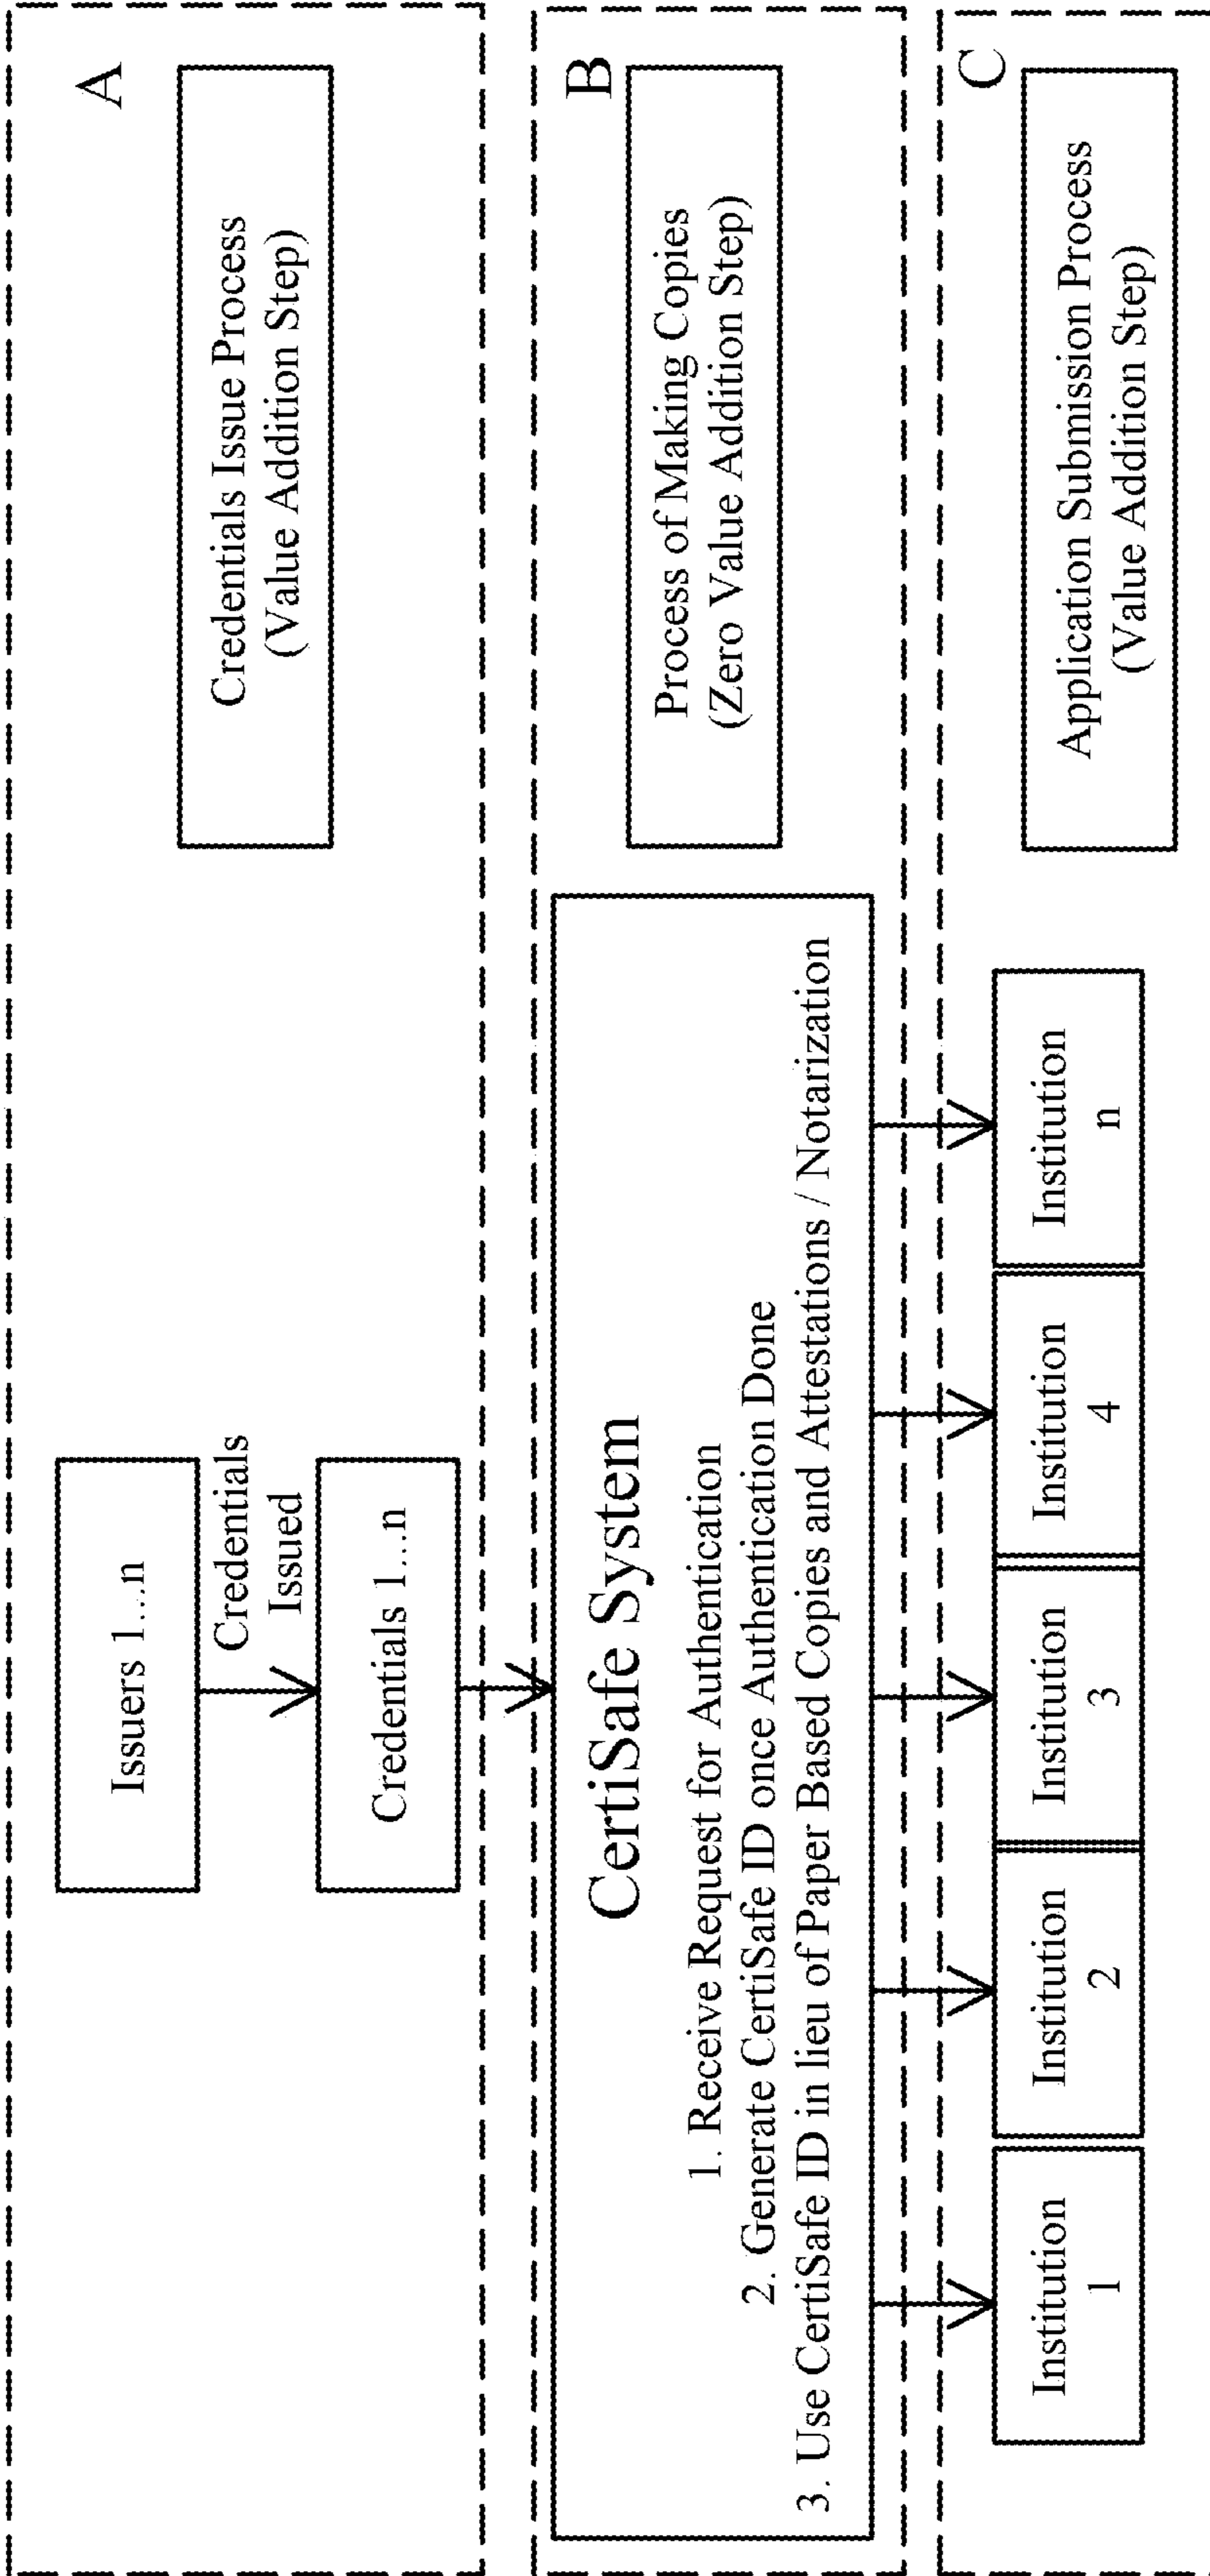 A
Issuers 1...n
Credentials
Issued
Credentials 1...n
Credentials Issue Process
(Value Addition Step)
B
CertiSafe System
1. Receive Request for Authentication
2. Generate CertiSafe ID once Authentication Done
3. Use CertiSafe ID in lieu of Paper Based Copies and Attestations / Notarization
Process of Making Copies
(Zero Value Addition Step)
C
Institution
1
Institution
2
Institution
3
Institution
4
Institution
n
Application Submission Process
(Value Addition Step)